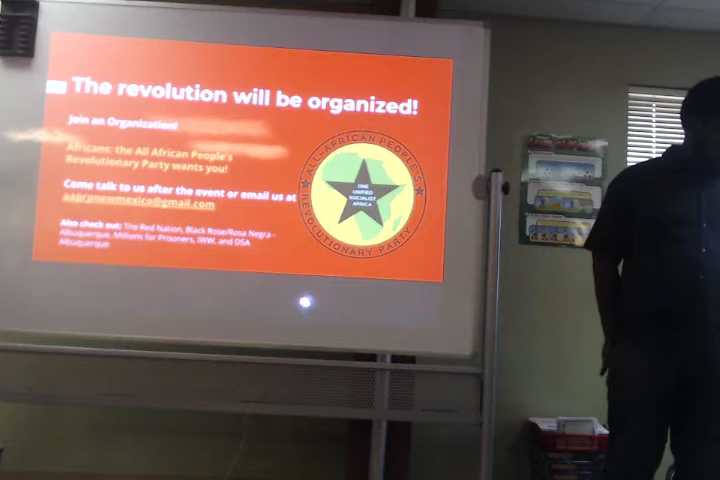 The revolution will be organized!
Join an Organization!
Africans: the All African People's
Revolutionary Party wants you!
Come talk to us after the event or email us at
aaprpnewmexico@gmail.com
Also check out: The Red Nation, Black Rose/Rosa Negra -
Albuquerque, Millions for Prisoners, IWW, and DSA
Albuquerque
ALL-AFRICAN PEOPLE'S
REVOLUTIONARY PARTY
ONE
UNIFIED
SOCIALIST
AFRICA